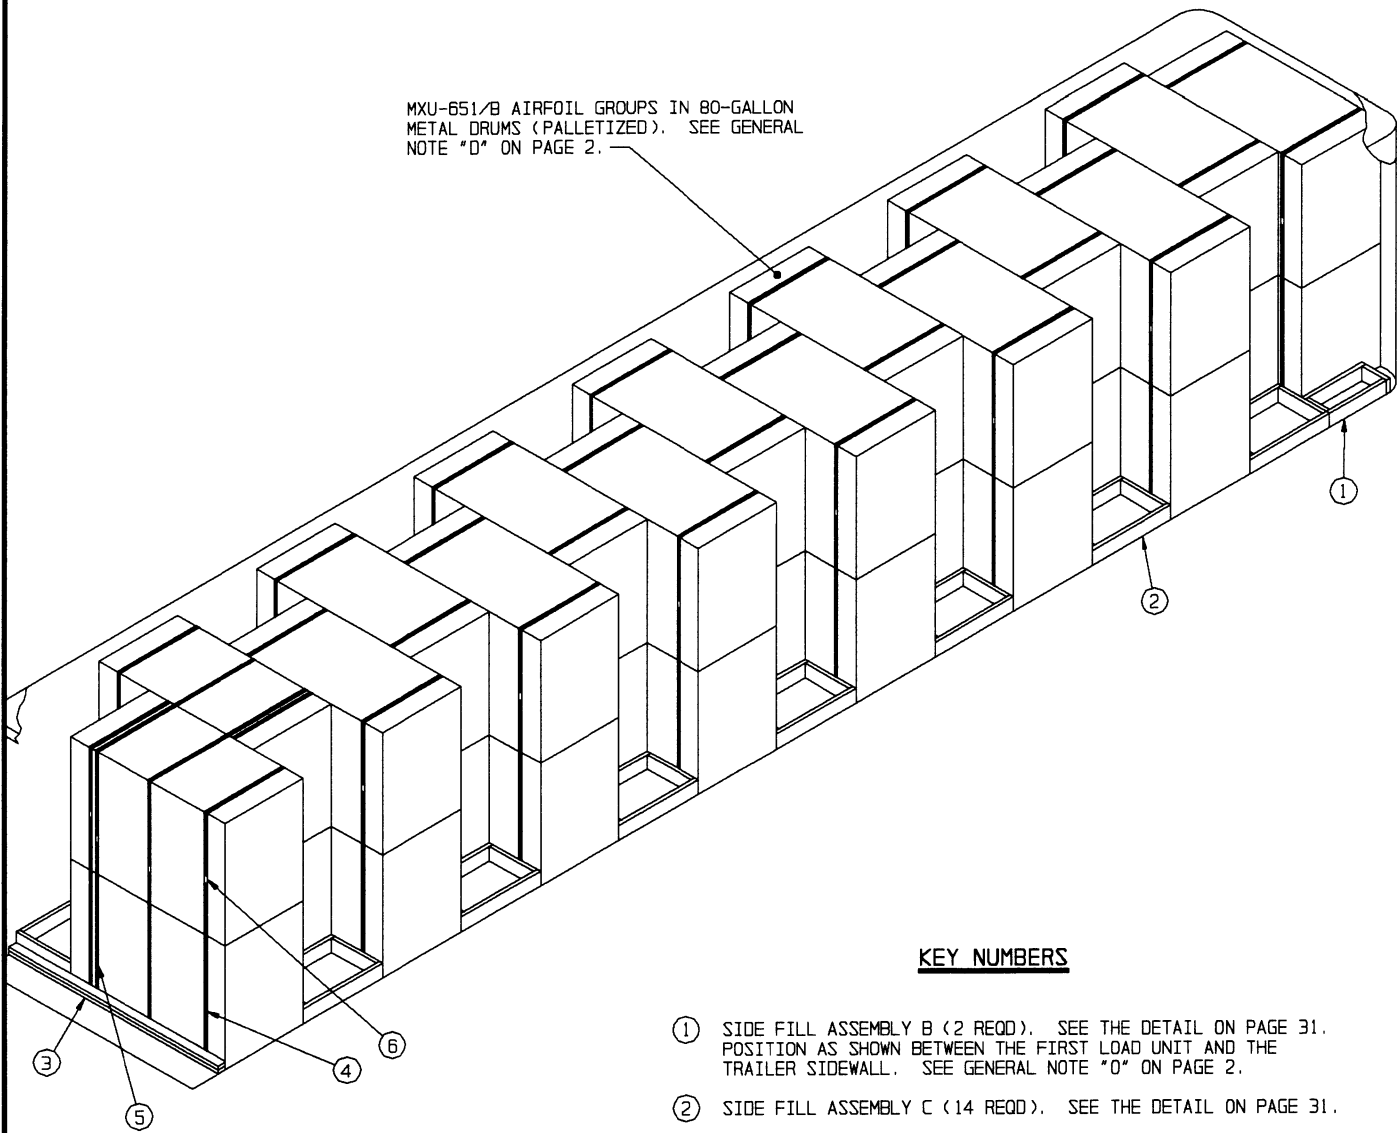 MXU-651/B AIRFOIL GROUPS IN 80-GALLON
METAL DRUMS (PALLETIZED). SEE GENERAL
NOTE "D" ON PAGE 2.
1
2
3
4
5
6
KEY NUMBERS
1 SIDE FILL ASSEMBLY B (2 REQD). SEE THE DETAIL ON PAGE 31.
POSITION AS SHOWN BETWEEN THE FIRST LOAD UNIT AND THE
TRAILER SIDEWALL. SEE GENERAL NOTE "O" ON PAGE 2.
2 SIDE FILL ASSEMBLY C (14 REQD). SEE THE DETAIL ON PAGE 31.